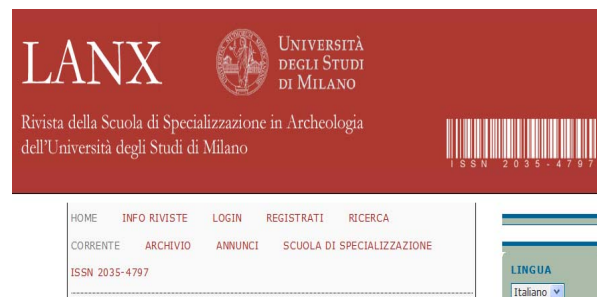 LANX
UNIVERSITÀ
DEGLI STUDI
DI MILANO
Rivista della Scuola di Specializzazione in Archeologia
dell'Università degli Studi di Milano
ISSN 2035-4797
HOME INFO RIVISTE LOGIN REGISTRATI RICERCA
CORRENTE ARCHIVIO ANNUNCI SCUOLA DI SPECIALIZZAZIONE
ISSN 2035-4797
LINGUA
Italiano